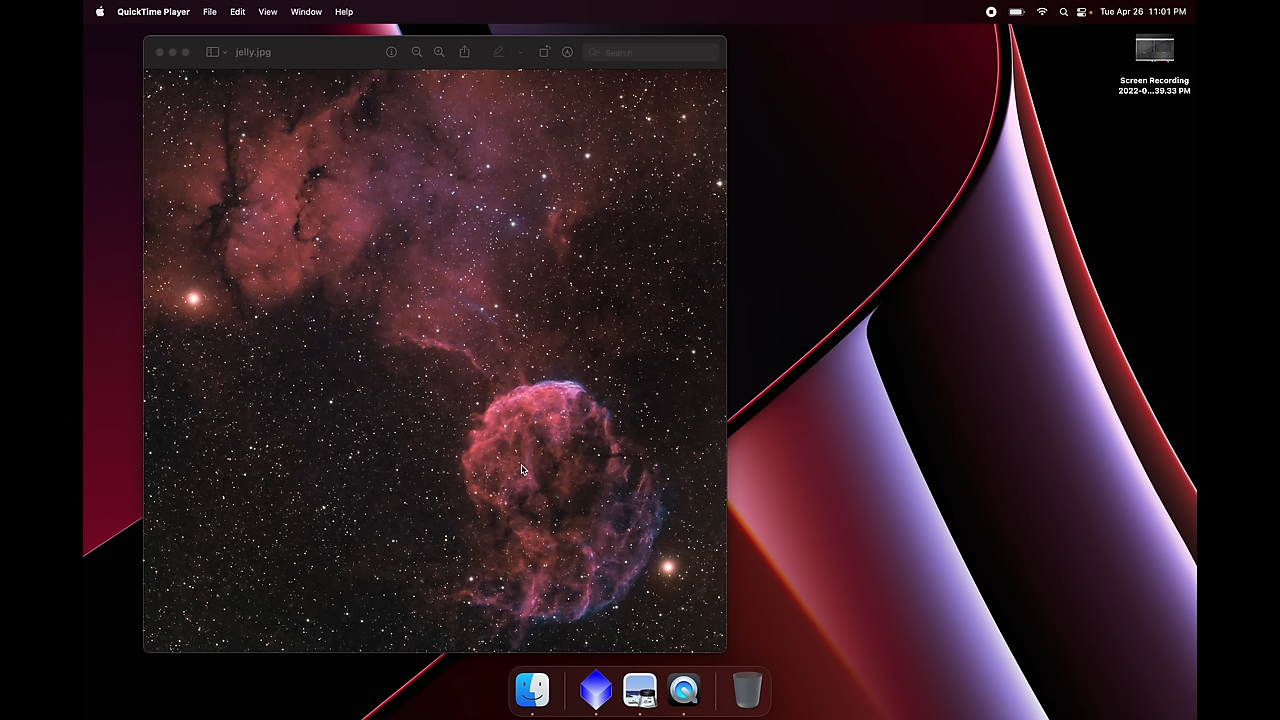 QuickTime Player File Edit View Window Help Tue Apr 26 11:01 PM
jelly.jpg Search
Screen Recording
2022-0...39.33 PM